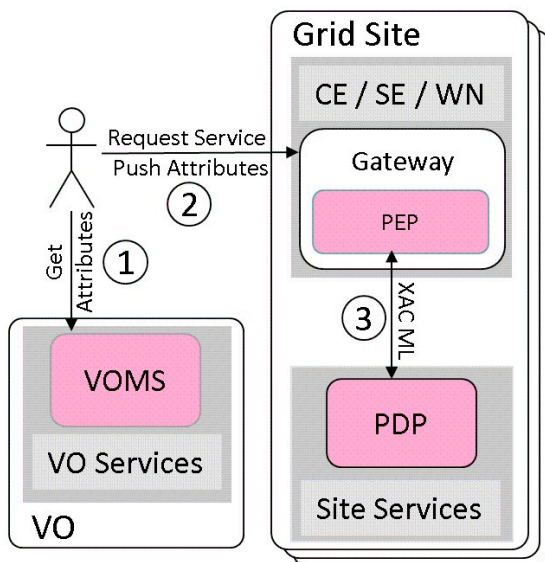 Grid Site
CE / SE / WN
Request Service
Push Attributes
2
Gateway
PEP
Get
Attributes
1
3
XAC ML
VOMS
VO Services
VO
PDP
Site Services